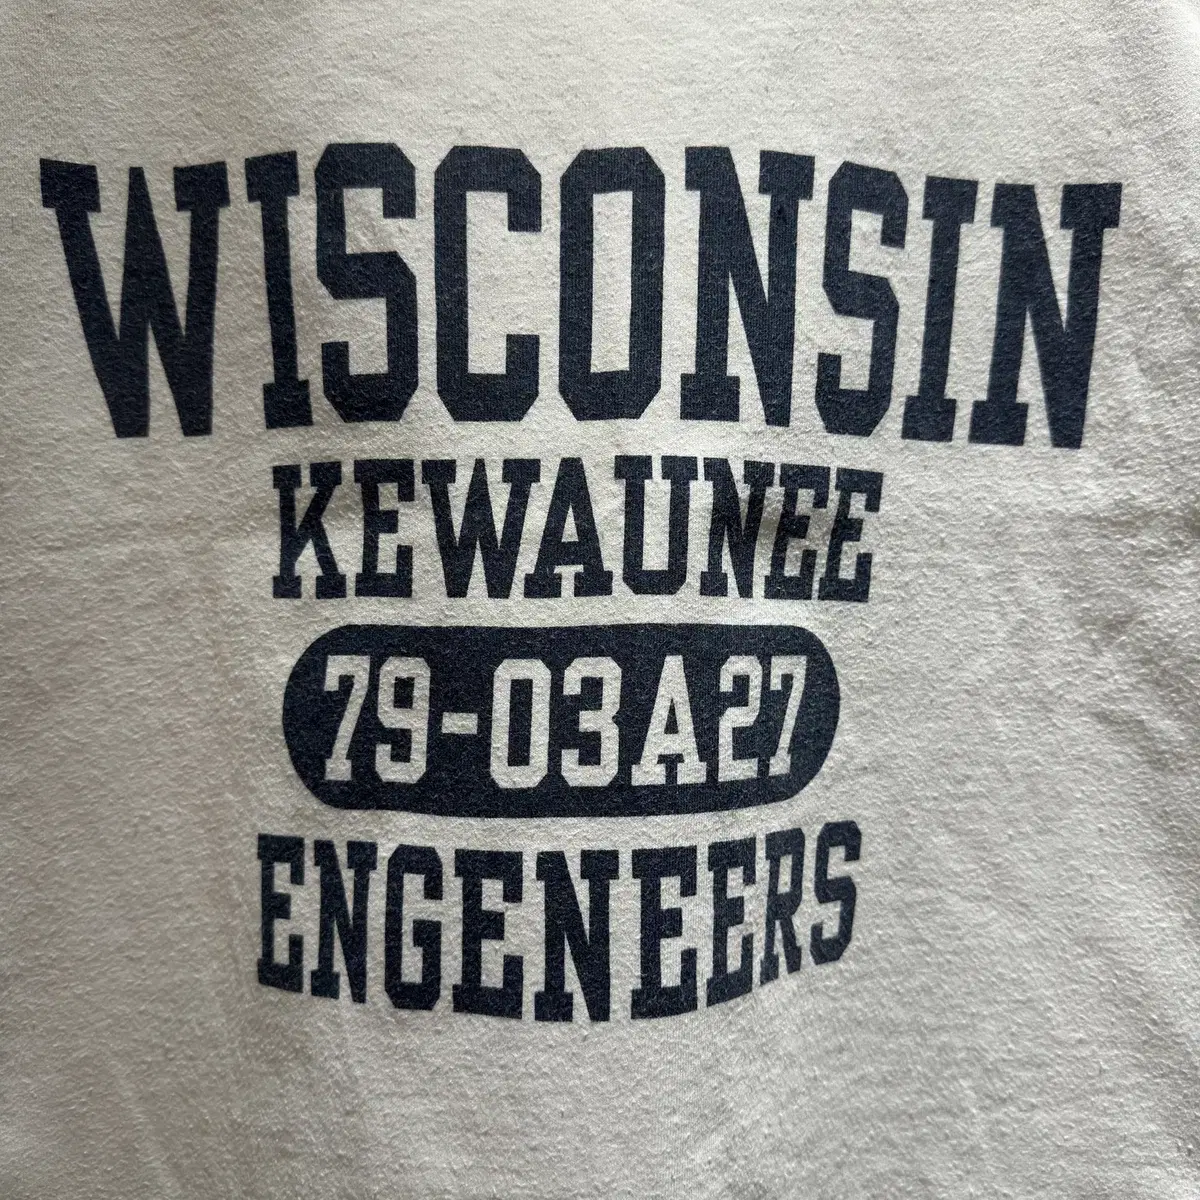 WISCONSIN
KEWAUNEE
79-03A27
ENGENEERS